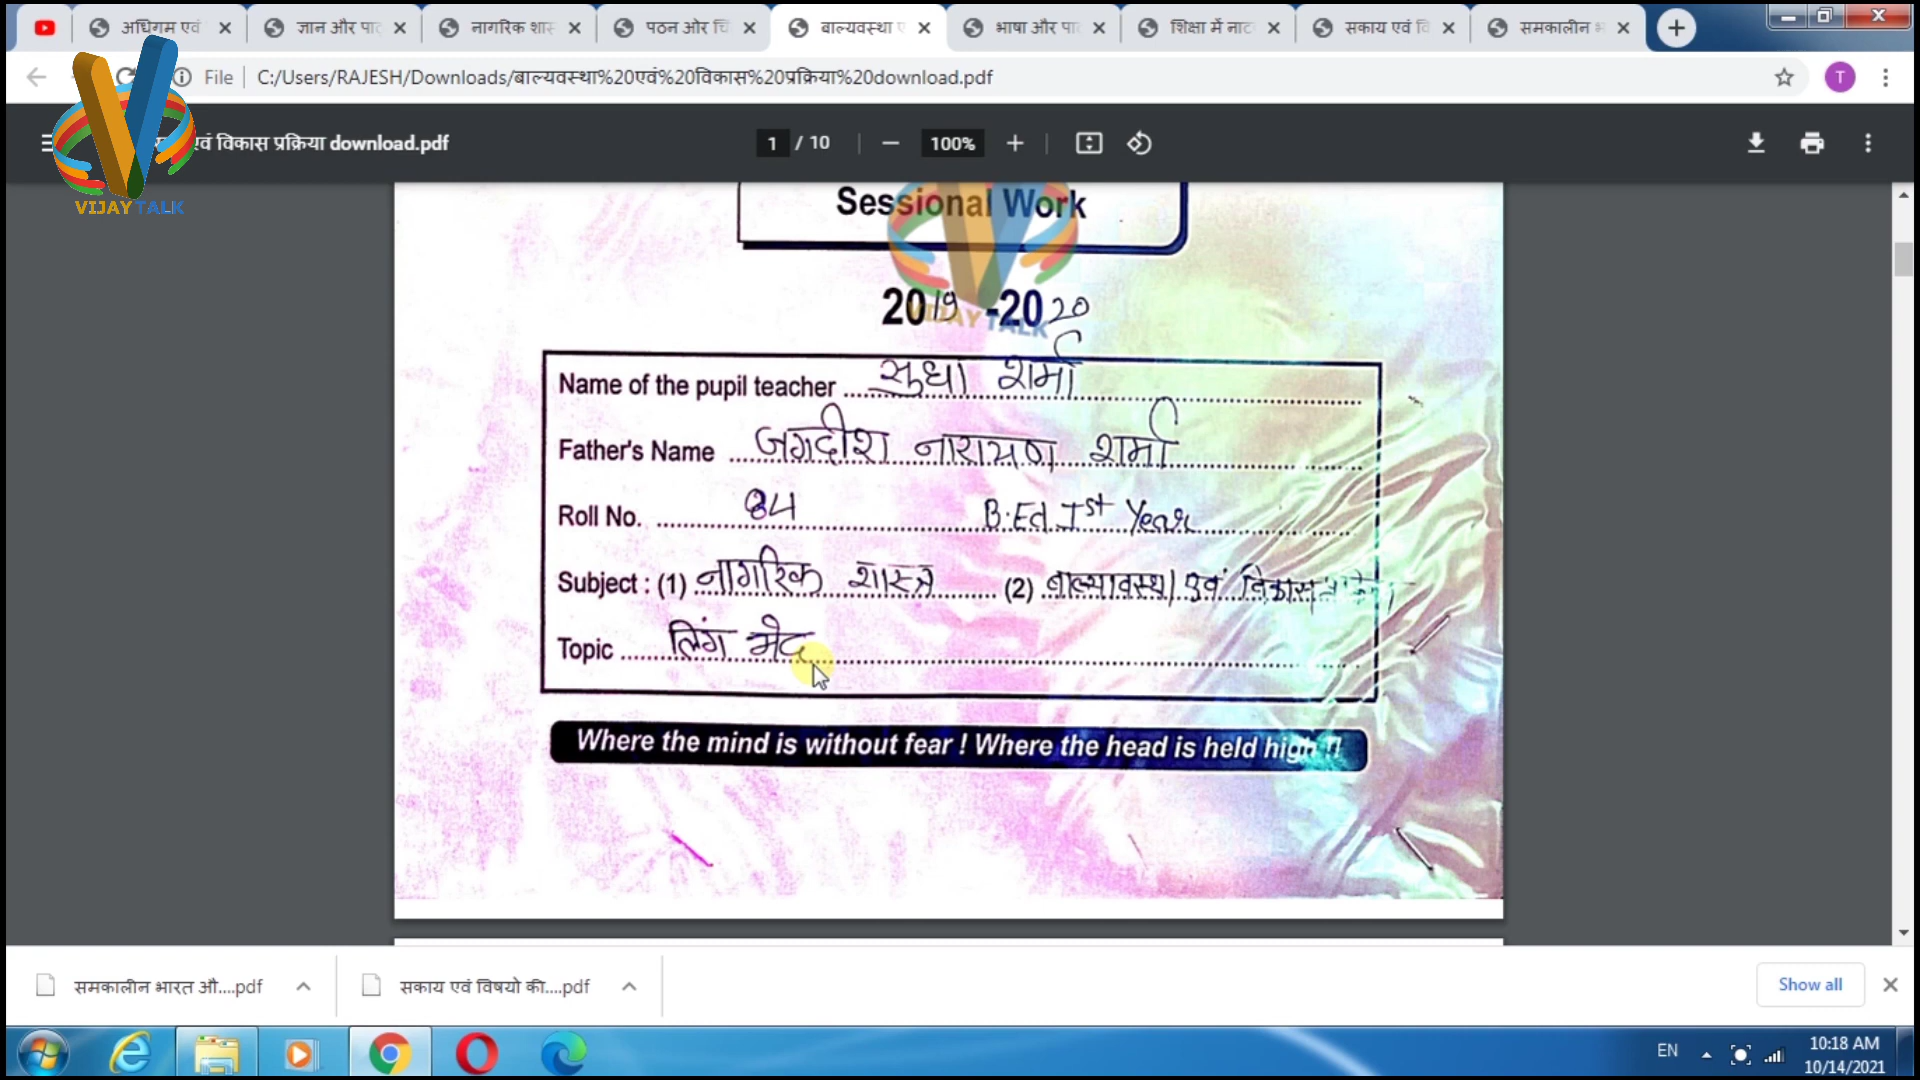 अधिगम एवं
ज्ञान और पा
नागरिक शास
पठन ओर चि
बाल्यवस्था ए
भाषा और पा
शिक्षा में नाट
सकाय एवं वि
समकालीन भ
File C:/Users/RAJESH/Downloads/बाल्यवस्था%20एवं%20विकास%20प्रक्रिया%20download.pdf
T
एवं विकास प्रक्रिया download.pdf
1 / 10
100%
VIJAY TALK
Sessional Work
VIJAY TALK
2019 -2020
Name of the pupil teacher सुधा शर्मा
Father's Name जगदीश नारायण शर्मा
Roll No. 84 B.Ed Ist Year
Subject : (1) नागरिक शास्त्र (2) बाल्यावस्था एवं विकास
Topic लिंग भेद
Where the mind is without fear ! Where the head is held high !!
समकालीन भारत औ....pdf
सकाय एवं विषयो की....pdf
Show all
EN
10:18 AM
10/14/2021